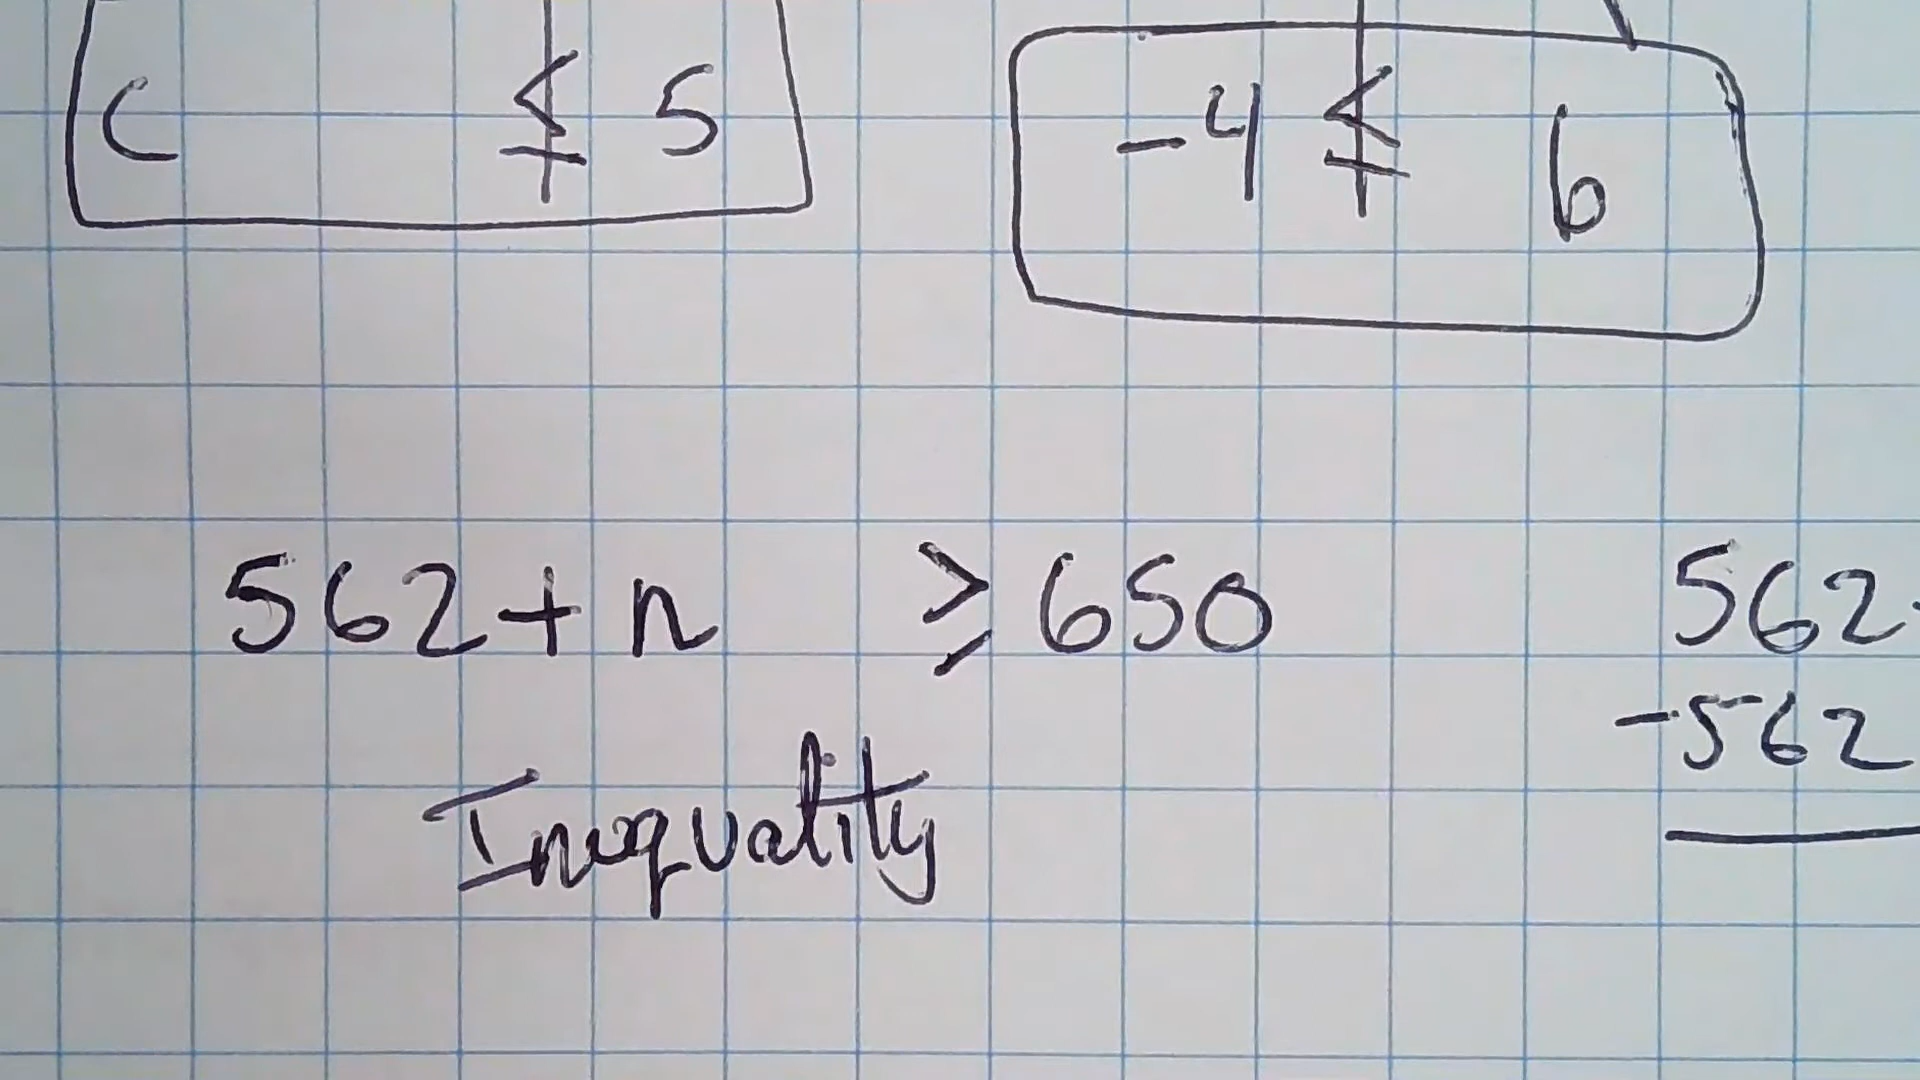 c ≤ 5
-4 ≤ 6
562 + n ≥ 650
Inequality
562
-562